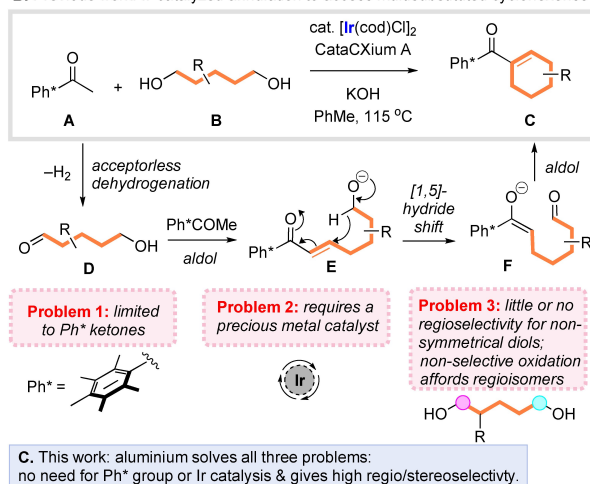 cat. [Ir(cod)Cl]2
CataCXium A
KOH
PhMe, 115 °C
Ph*
O
+
HO
R
OH
Ph*
O
R
A
B
C
–H2
acceptorless
dehydrogenation
aldol
O
R
OH
D
Ph*COMe
aldol
O
Ph*
O
H
R
E
[1,5]-
hydride
shift
O
O
Ph*
R
F
Problem 1: limited
to Ph* ketones
Problem 2: requires a
precious metal catalyst
Problem 3: little or no
regioselectivity for non-
symmetrical diols;
non-selective oxidation
affords regioisomers
Ph* =
Ir
HO
R
OH
C. This work: aluminium solves all three problems:
no need for Ph* group or Ir catalysis & gives high regio/stereoselectivty.